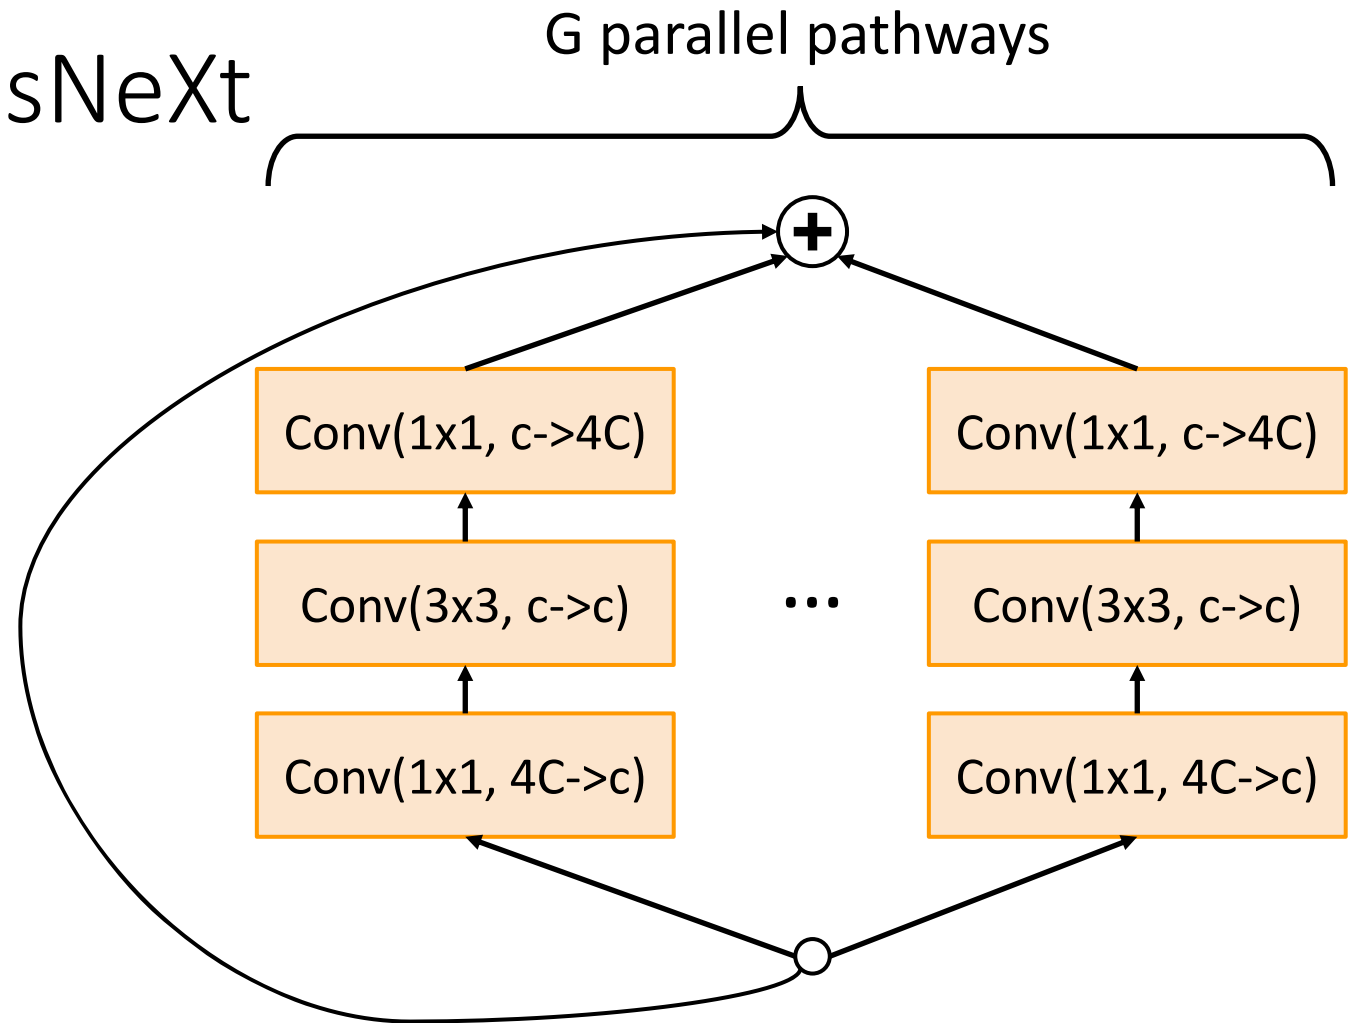 G parallel pathways
sNeXt
+
Conv(1x1, c->4C)
Conv(1x1, c->4C)
Conv(3x3, c->c)
...
Conv(3x3, c->c)
Conv(1x1, 4C->c)
Conv(1x1, 4C->c)